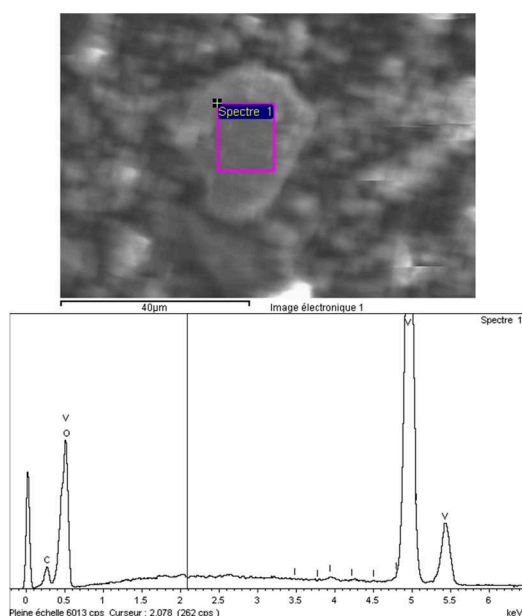 Spectre 1
40µm Image électronique 1
Spectre 1
V
V
O
C
I I I I I I
V
0 0.5 1 1.5 2 2.5 3 3.5 4 4.5 5 5.5 6
Pleine échelle 6013 cps Curseur : 2.078 (262 cps) keV